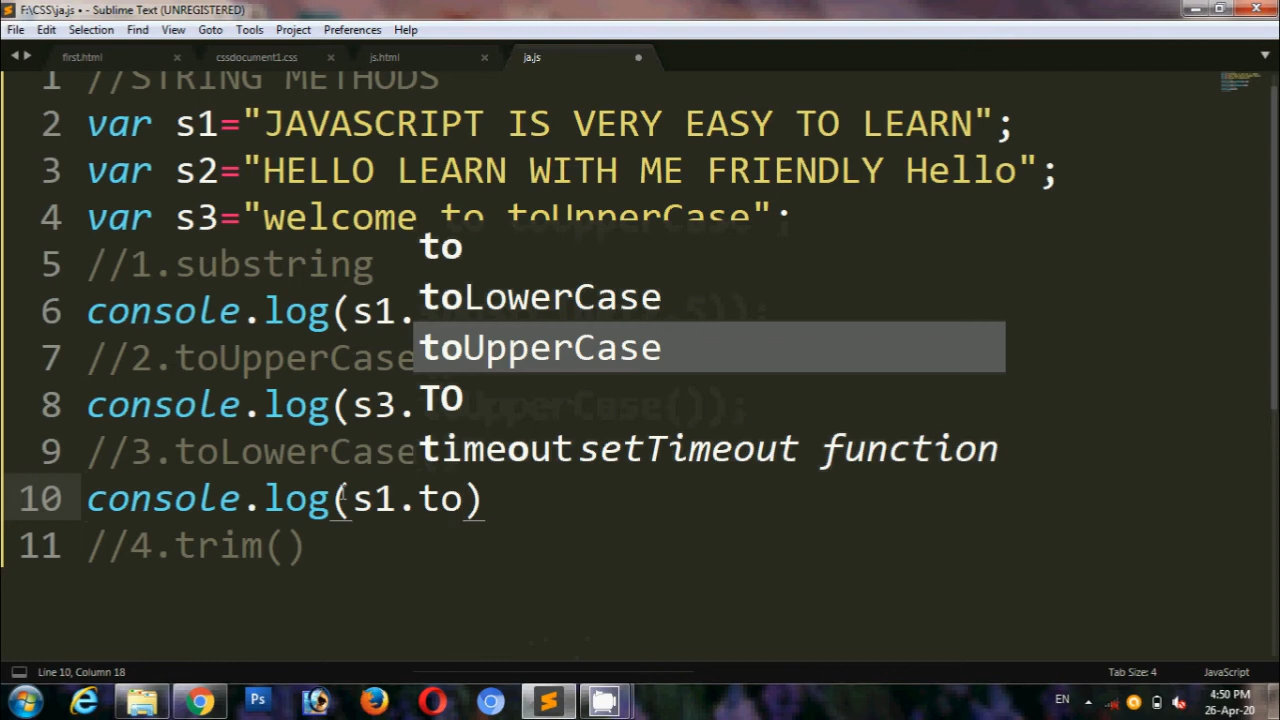 F:\CSS\ja.js • - Sublime Text (UNREGISTERED)
File Edit Selection Find View Goto Tools Project Preferences Help
first.html cssdocument1.css js.html ja.js
1 //STRING METHODS
2 var s1="JAVASCRIPT IS VERY EASY TO LEARN";
3 var s2="HELLO LEARN WITH ME FRIENDLY Hello";
4 var s3="welcome to toUpperCase";
to
5 //1.substring
toLowerCase
6 console.log(s1. ,5));
toUpperCase
7 //2.toUpperCase
TO
8 console.log(s3. toUpperCase());
timeout setTimeout function
9 //3.toLowerCase
10 console.log(s1.to)
11 //4.trim()
Line 10, Column 18 Tab Size: 4 JavaScript
Ps EN 4:50 PM
26-Apr-20